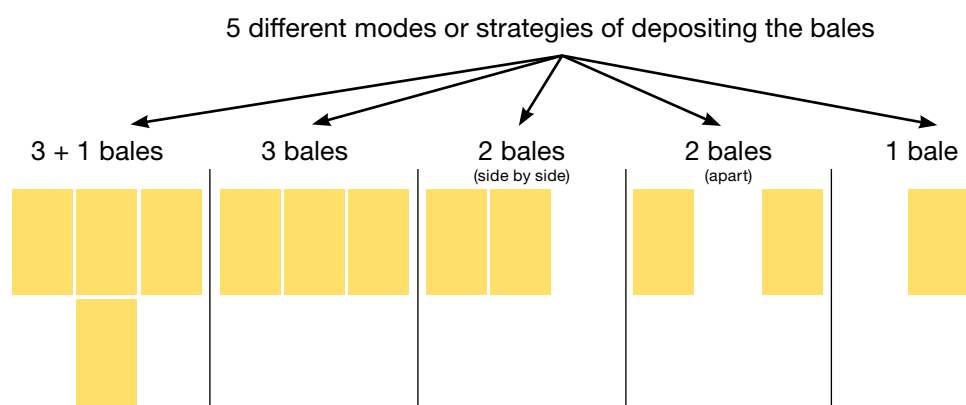 5 different modes or strategies of depositing the bales
3 + 1 bales
3 bales
2 bales
(side by side)
2 bales
(apart)
1 bale